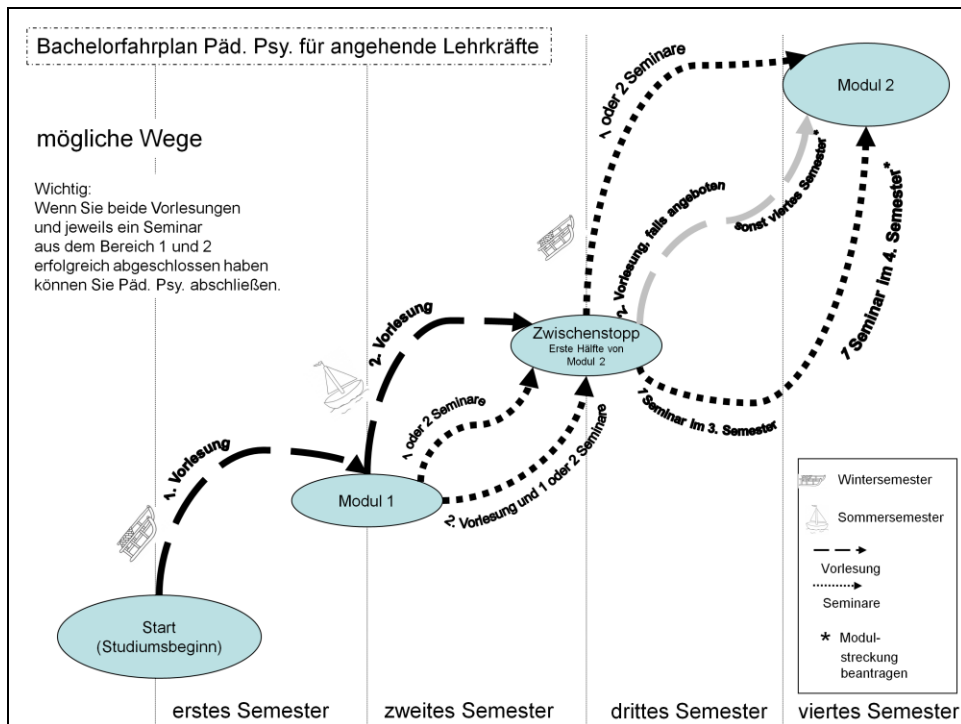 Bachelorfahrplan Päd. Psy. für angehende Lehrkräfte
mögliche Wege
Wichtig:
Wenn Sie beide Vorlesungen
und jeweils ein Seminar
aus dem Bereich 1 und 2
erfolgreich abgeschlossen haben
können Sie Päd. Psy. abschließen.
1 oder 2 Seminare
Modul 2
2. Vorlesung, falls angeboten
sonst viertes Semester*
1 Seminar im 4. Semester*
2. Vorlesung
Zwischenstopp
Erste Hälfte von
Modul 2
1 Seminar im 3. Semester
1 oder 2 Seminare
2. Vorlesung und 1 oder 2 Seminare
1. Vorlesung
Modul 1
Start
(Studiumsbeginn)
Wintersemester
Sommersemester
Vorlesung
Seminare
* Modul-
streckung
beantragen
erstes Semester
zweites Semester
drittes Semester
viertes Semester